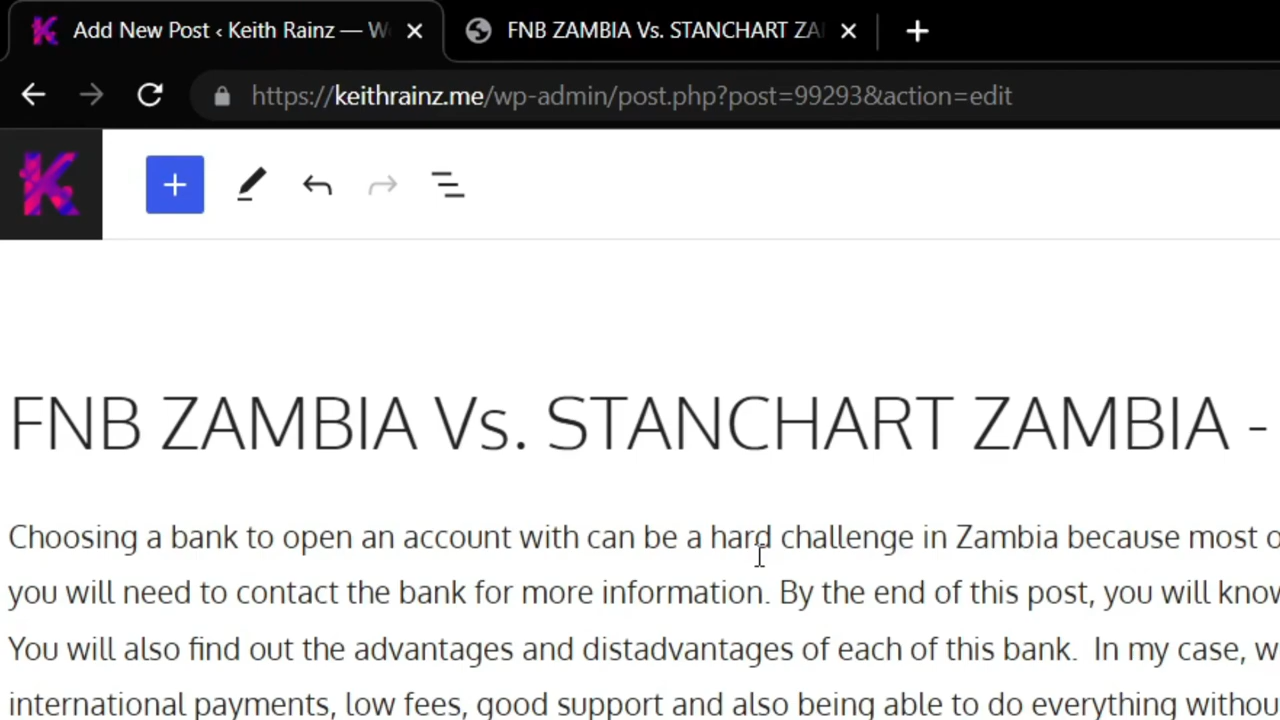 Add New Post ‹ Keith Rainz — W
FNB ZAMBIA Vs. STANCHART ZA
https://keithrainz.me/wp-admin/post.php?post=99293&action=edit
FNB ZAMBIA Vs. STANCHART ZAMBIA -
Choosing a bank to open an account with can be a hard challenge in Zambia because most o
you will need to contact the bank for more information. By the end of this post, you will know
You will also find out the advantages and distadvantages of each of this bank. In my case, w
international payments, low fees, good support and also being able to do everything withou